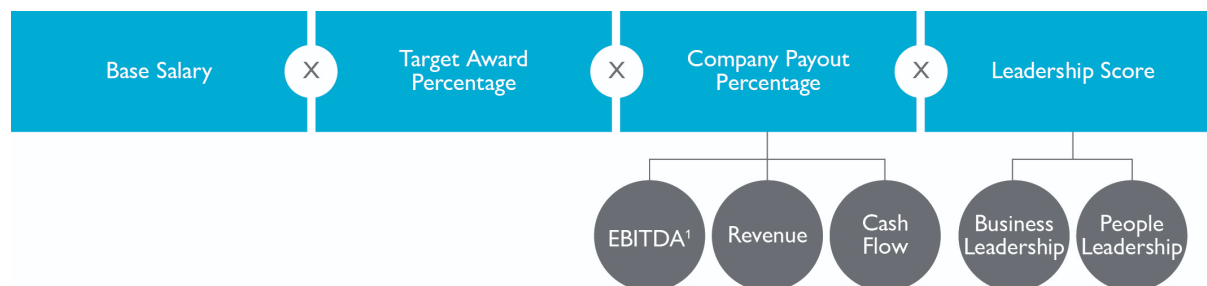 Base Salary
X
Target Award
Percentage
X
Company Payout
Percentage
X
Leadership Score
EBITDA¹
Revenue
Cash
Flow
Business
Leadership
People
Leadership